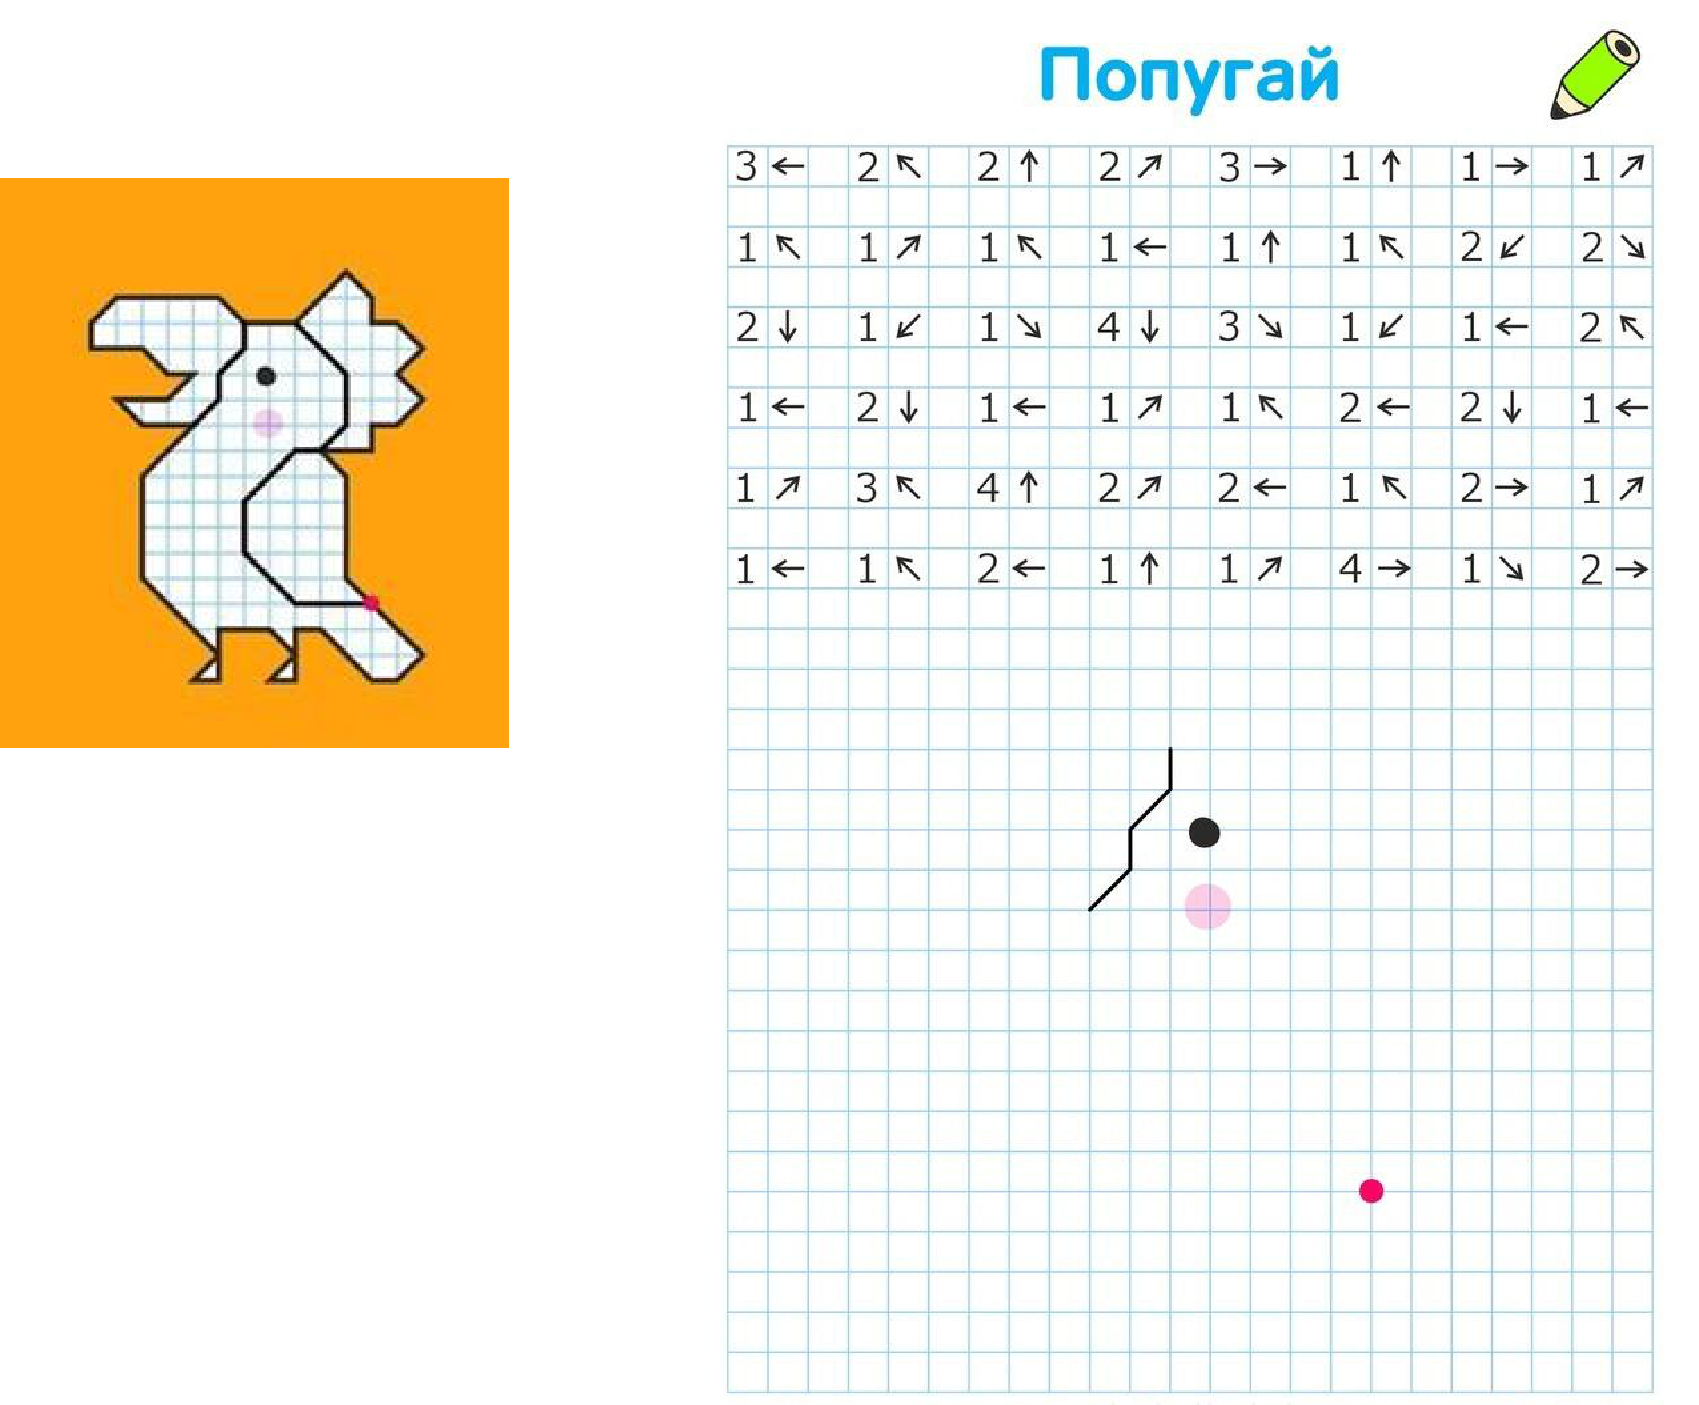 Попугай
3 ← 2 ↖ 2 ↑ 2 ↗ 3 → 1 ↑ 1 → 1 ↗
1 ↖ 1 ↗ 1 ↖ 1 ← 1 ↑ 1 ↖ 2 ↙ 2 ↘
2 ↓ 1 ↙ 1 ↘ 4 ↓ 3 ↘ 1 ↙ 1 ← 2 ↖
1 ← 2 ↓ 1 ← 1 ↗ 1 ↖ 2 ← 2 ↓ 1 ←
1 ↗ 3 ↖ 4 ↑ 2 ↗ 2 ← 1 ↖ 2 → 1 ↗
1 ← 1 ↖ 2 ← 1 ↑ 1 ↗ 4 → 1 ↘ 2 →